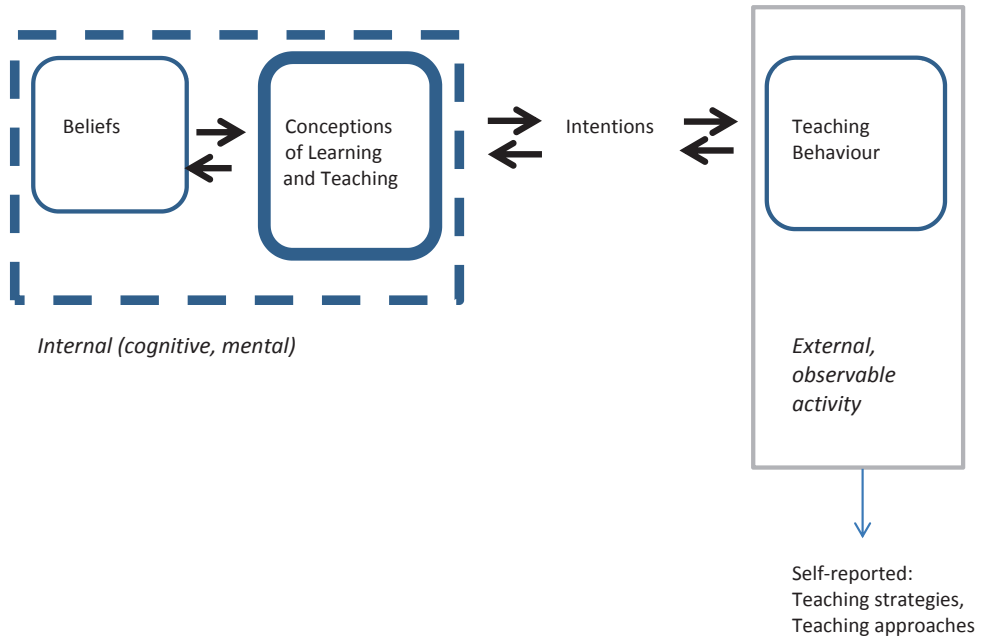 Beliefs
Conceptions
of Learning
and Teaching
Intentions
Teaching
Behaviour
Internal (cognitive, mental)
External,
observable
activity
Self-reported:
Teaching strategies,
Teaching approaches